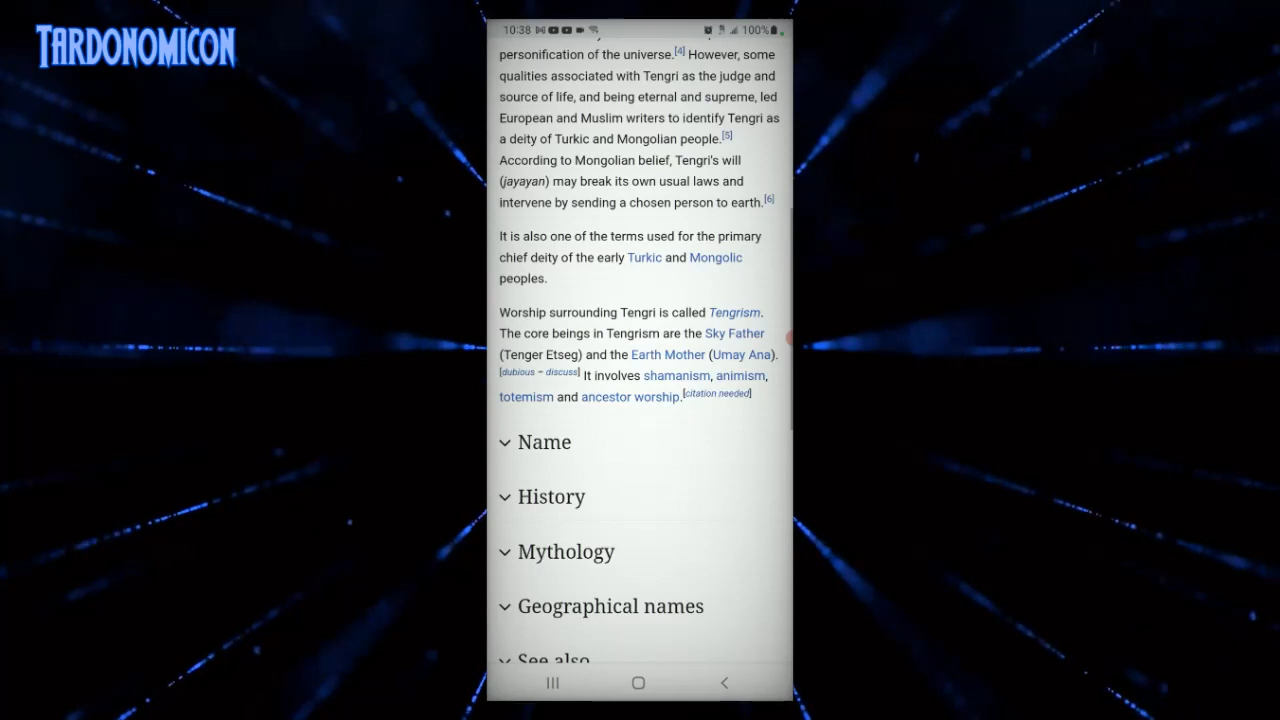 TARDONOMICON
10:38
100%
personification of the universe.[4] However, some
qualities associated with Tengri as the judge and
source of life, and being eternal and supreme, led
European and Muslim writers to identify Tengri as
a deity of Turkic and Mongolian people.[5]
According to Mongolian belief, Tengri's will
(jayayan) may break its own usual laws and
intervene by sending a chosen person to earth.[6]
It is also one of the terms used for the primary
chief deity of the early Turkic and Mongolic
peoples.
Worship surrounding Tengri is called Tengrism.
The core beings in Tengrism are the Sky Father
(Tenger Etseg) and the Earth Mother (Umay Ana).
[dubious – discuss] It involves shamanism, animism,
totemism and ancestor worship.[citation needed]
Name
History
Mythology
Geographical names
See also